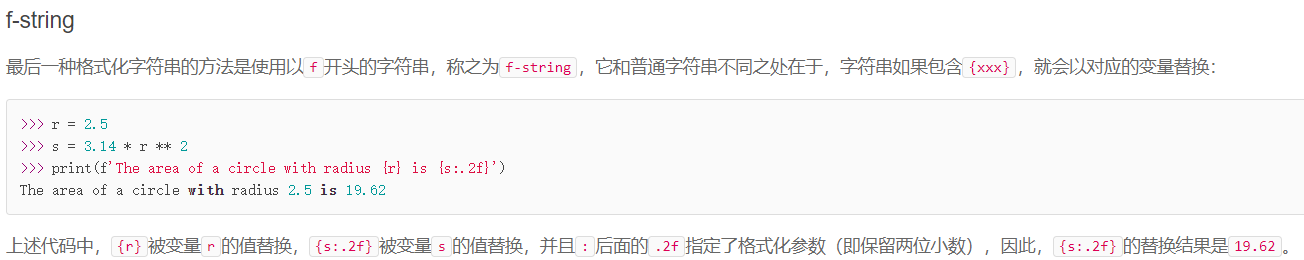 f-string
最后一种格式化字符串的方法是使用以f开头的字符串，称之为f-string，它和普通字符串不同之处在于，字符串如果包含{xxx}，就会以对应的变量替换：
>>> r = 2.5
>>> s = 3.14 * r ** 2
>>> print(f'The area of a circle with radius {r} is {s:.2f}')
The area of a circle with radius 2.5 is 19.62
上述代码中，{r}被变量r的值替换，{s:.2f}被变量s的值替换，并且:后面的.2f指定了格式化参数（即保留两位小数），因此，{s:.2f}的替换结果是19.62。